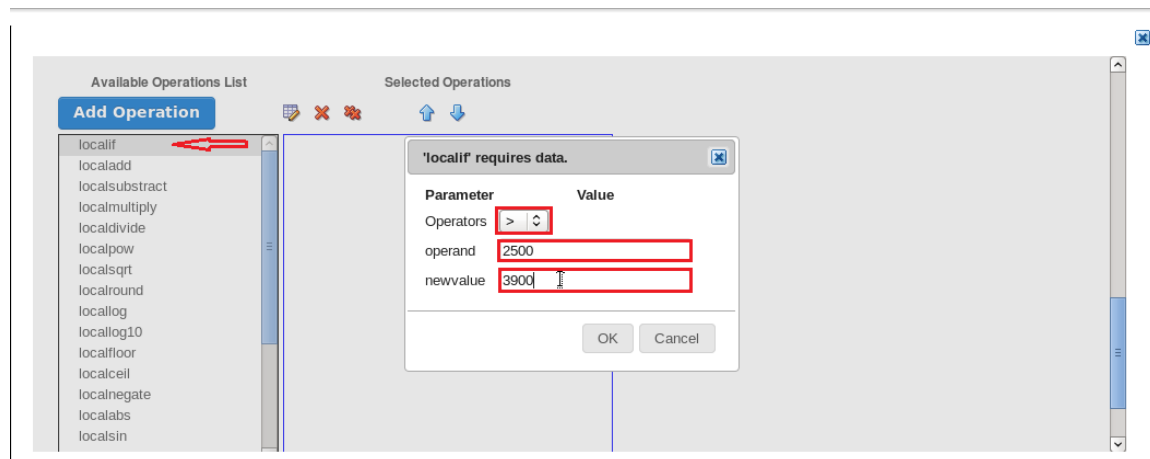 Available Operations List
Selected Operations
Add Operation
localif
localadd
localsubstract
localmultiply
localdivide
localpow
localsqrt
localround
locallog
locallog10
localfloor
localceil
localnegate
localabs
localsin
'localif' requires data.
Parameter Value
Operators >
operand 2500
newvalue 3900
OK Cancel